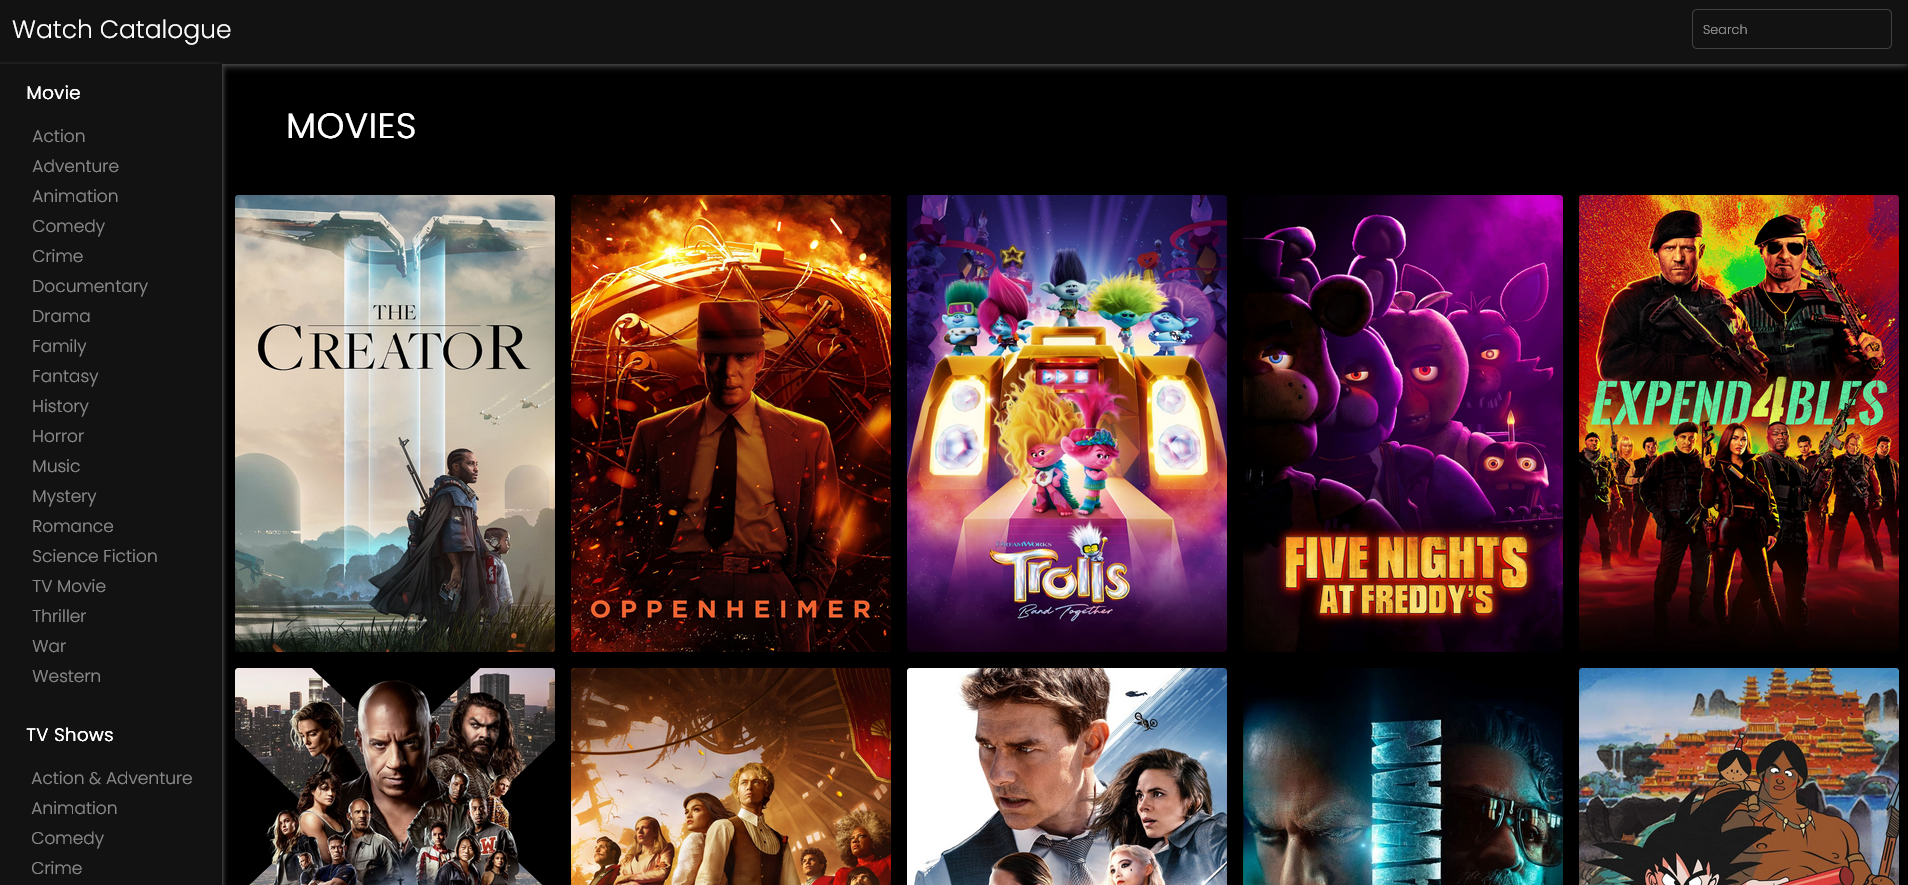 Watch Catalogue
Search
Movie
Action
Adventure
Animation
Comedy
Crime
Documentary
Drama
Family
Fantasy
History
Horror
Music
Mystery
Romance
Science Fiction
TV Movie
Thriller
War
Western
TV Shows
Action & Adventure
Animation
Comedy
Crime
MOVIES
THE
CREATOR
OPPENHEIMER
DREAMWORKS
Trolls
Band Together
FIVE NIGHTS
AT FREDDY'S
EXPEND4BLES
W